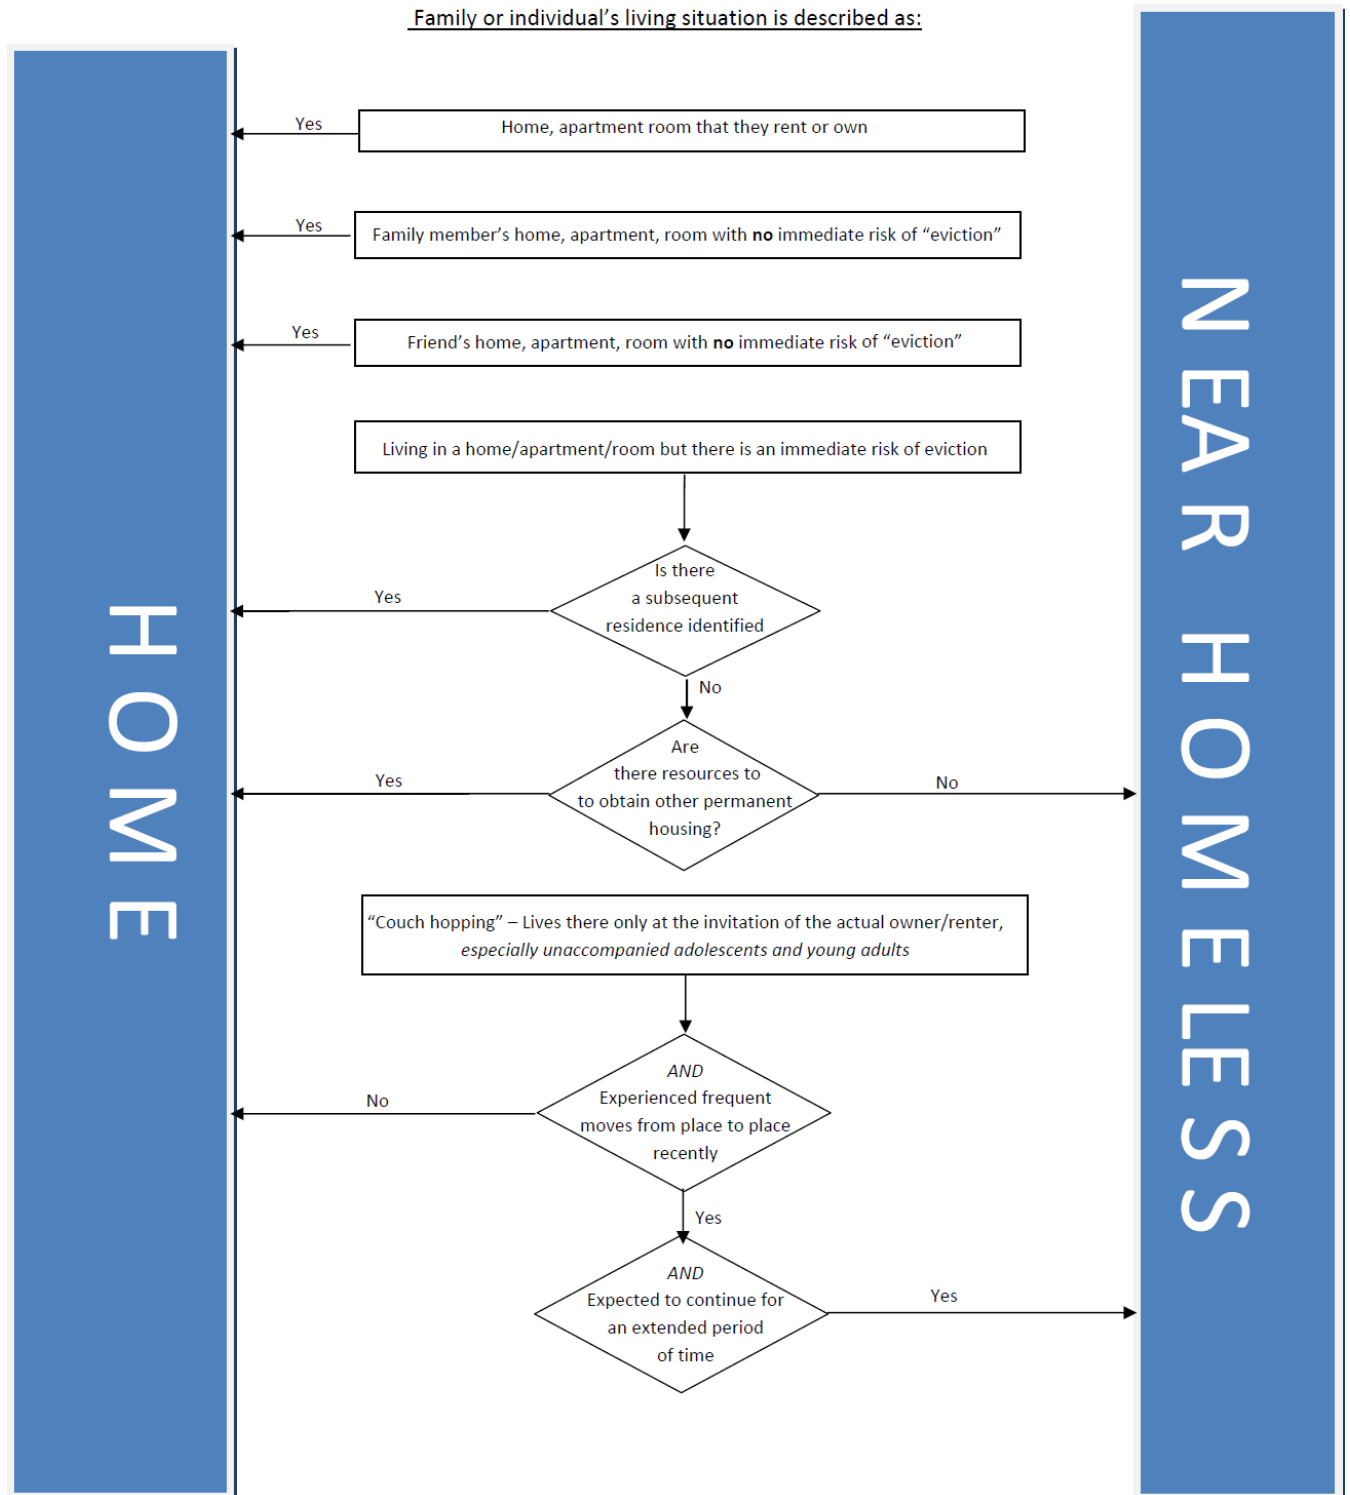 Family or individual’s living situation is described as:
Yes
Home, apartment room that they rent or own
Yes
Family member’s home, apartment, room with no immediate risk of “eviction”
Yes
Friend’s home, apartment, room with no immediate risk of “eviction”
Living in a home/apartment/room but there is an immediate risk of eviction
Is there
a subsequent
residence identified
Yes
No
Are
there resources to
to obtain other permanent
housing?
Yes
No
“Couch hopping” – Lives there only at the invitation of the actual owner/renter,
especially unaccompanied adolescents and young adults
AND
Experienced frequent
moves from place to place
recently
No
Yes
AND
Expected to continue for
an extended period
of time
Yes
HOME
NEAR HOMELESS